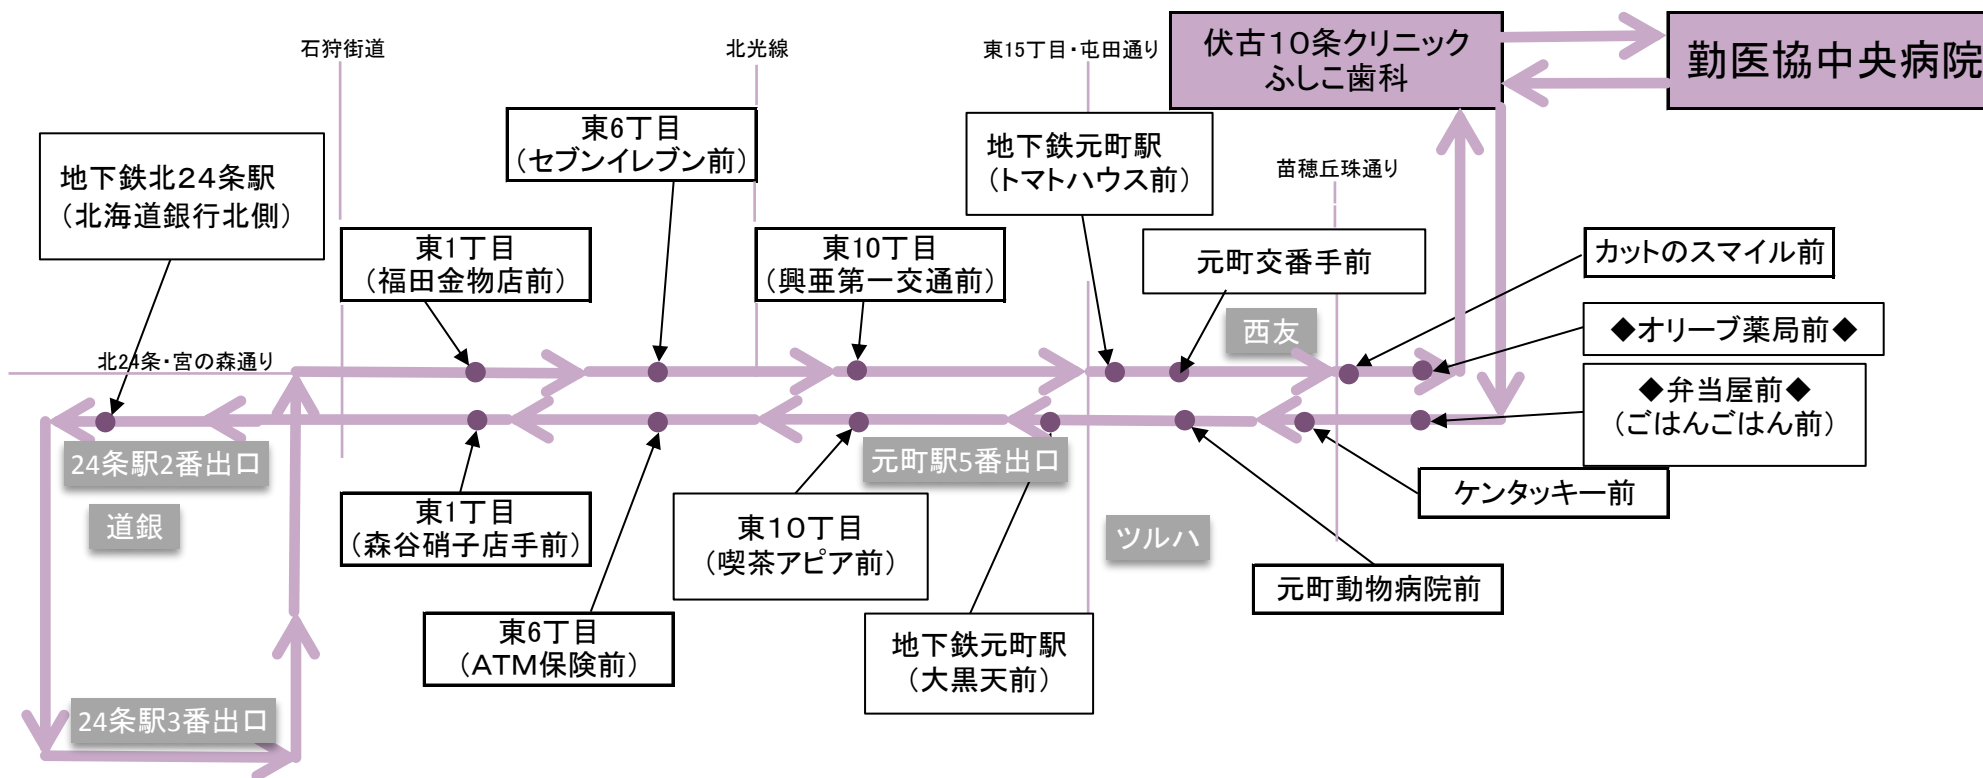 石狩街道
北光線
東15丁目・屯田通り
伏古10条クリニック
ふしこ歯科
勤医協中央病院
地下鉄北24条駅
(北海道銀行北側)
東6丁目
(セブンイレブン前)
地下鉄元町駅
(トマトハウス前)
苗穂丘珠通り
東1丁目
(福田金物店前)
東10丁目
(興亜第一交通前)
元町交番手前
カットのスマイル前
西友
◆オリーブ薬局前◆
北24条・宮の森通り
◆弁当屋前◆
(ごはんごはん前)
24条駅2番出口
元町駅5番出口
ケンタッキー前
道銀
東1丁目
(森谷硝子店手前)
東10丁目
(喫茶アピア前)
ツルハ
元町動物病院前
東6丁目
(ATM保険前)
地下鉄元町駅
(大黒天前)
24条駅3番出口